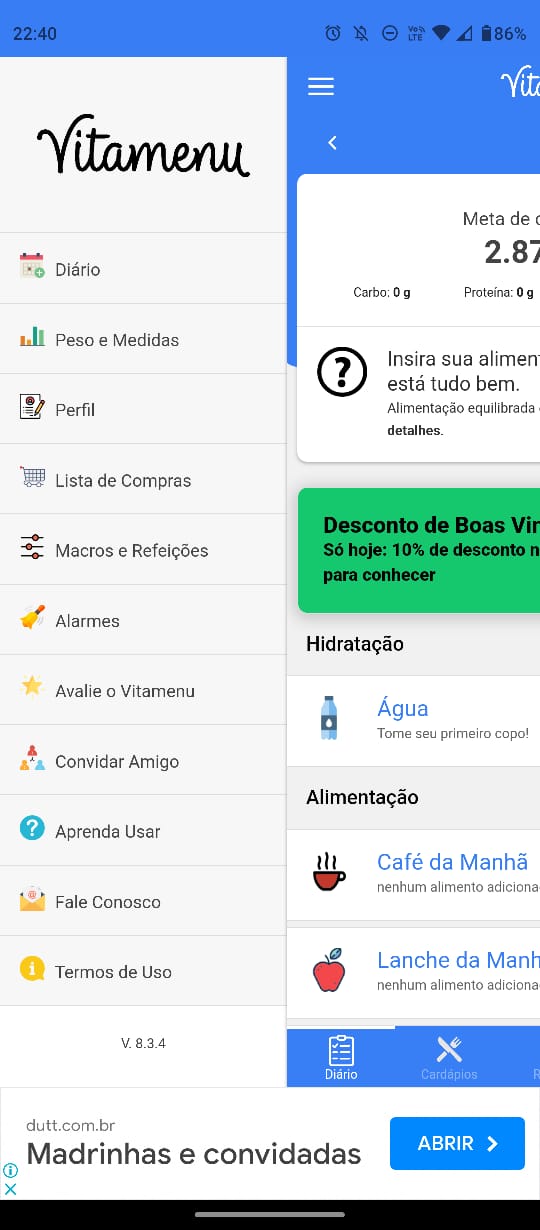 22:40
Vo))
LTE
86%
Vitamenu
Diário
Peso e Medidas
Perfil
Lista de Compras
Macros e Refeições
Alarmes
Avalie o Vitamenu
Convidar Amigo
Aprenda Usar
Fale Conosco
Termos de Uso
V. 8.3.4
Vita
Meta de c
2.87
Carbo: 0 g
Proteína: 0 g
Insira sua alimen
está tudo bem.
Alimentação equilibrada
detalhes.
Desconto de Boas Vin
Só hoje: 10% de desconto n
para conhecer
Hidratação
Água
Tome seu primeiro copo!
Alimentação
Café da Manhã
nenhum alimento adiciona
Lanche da Manh
nenhum alimento adiciona
Diário
Cardápios
R
dutt.com.br
Madrinhas e convidadas
ABRIR